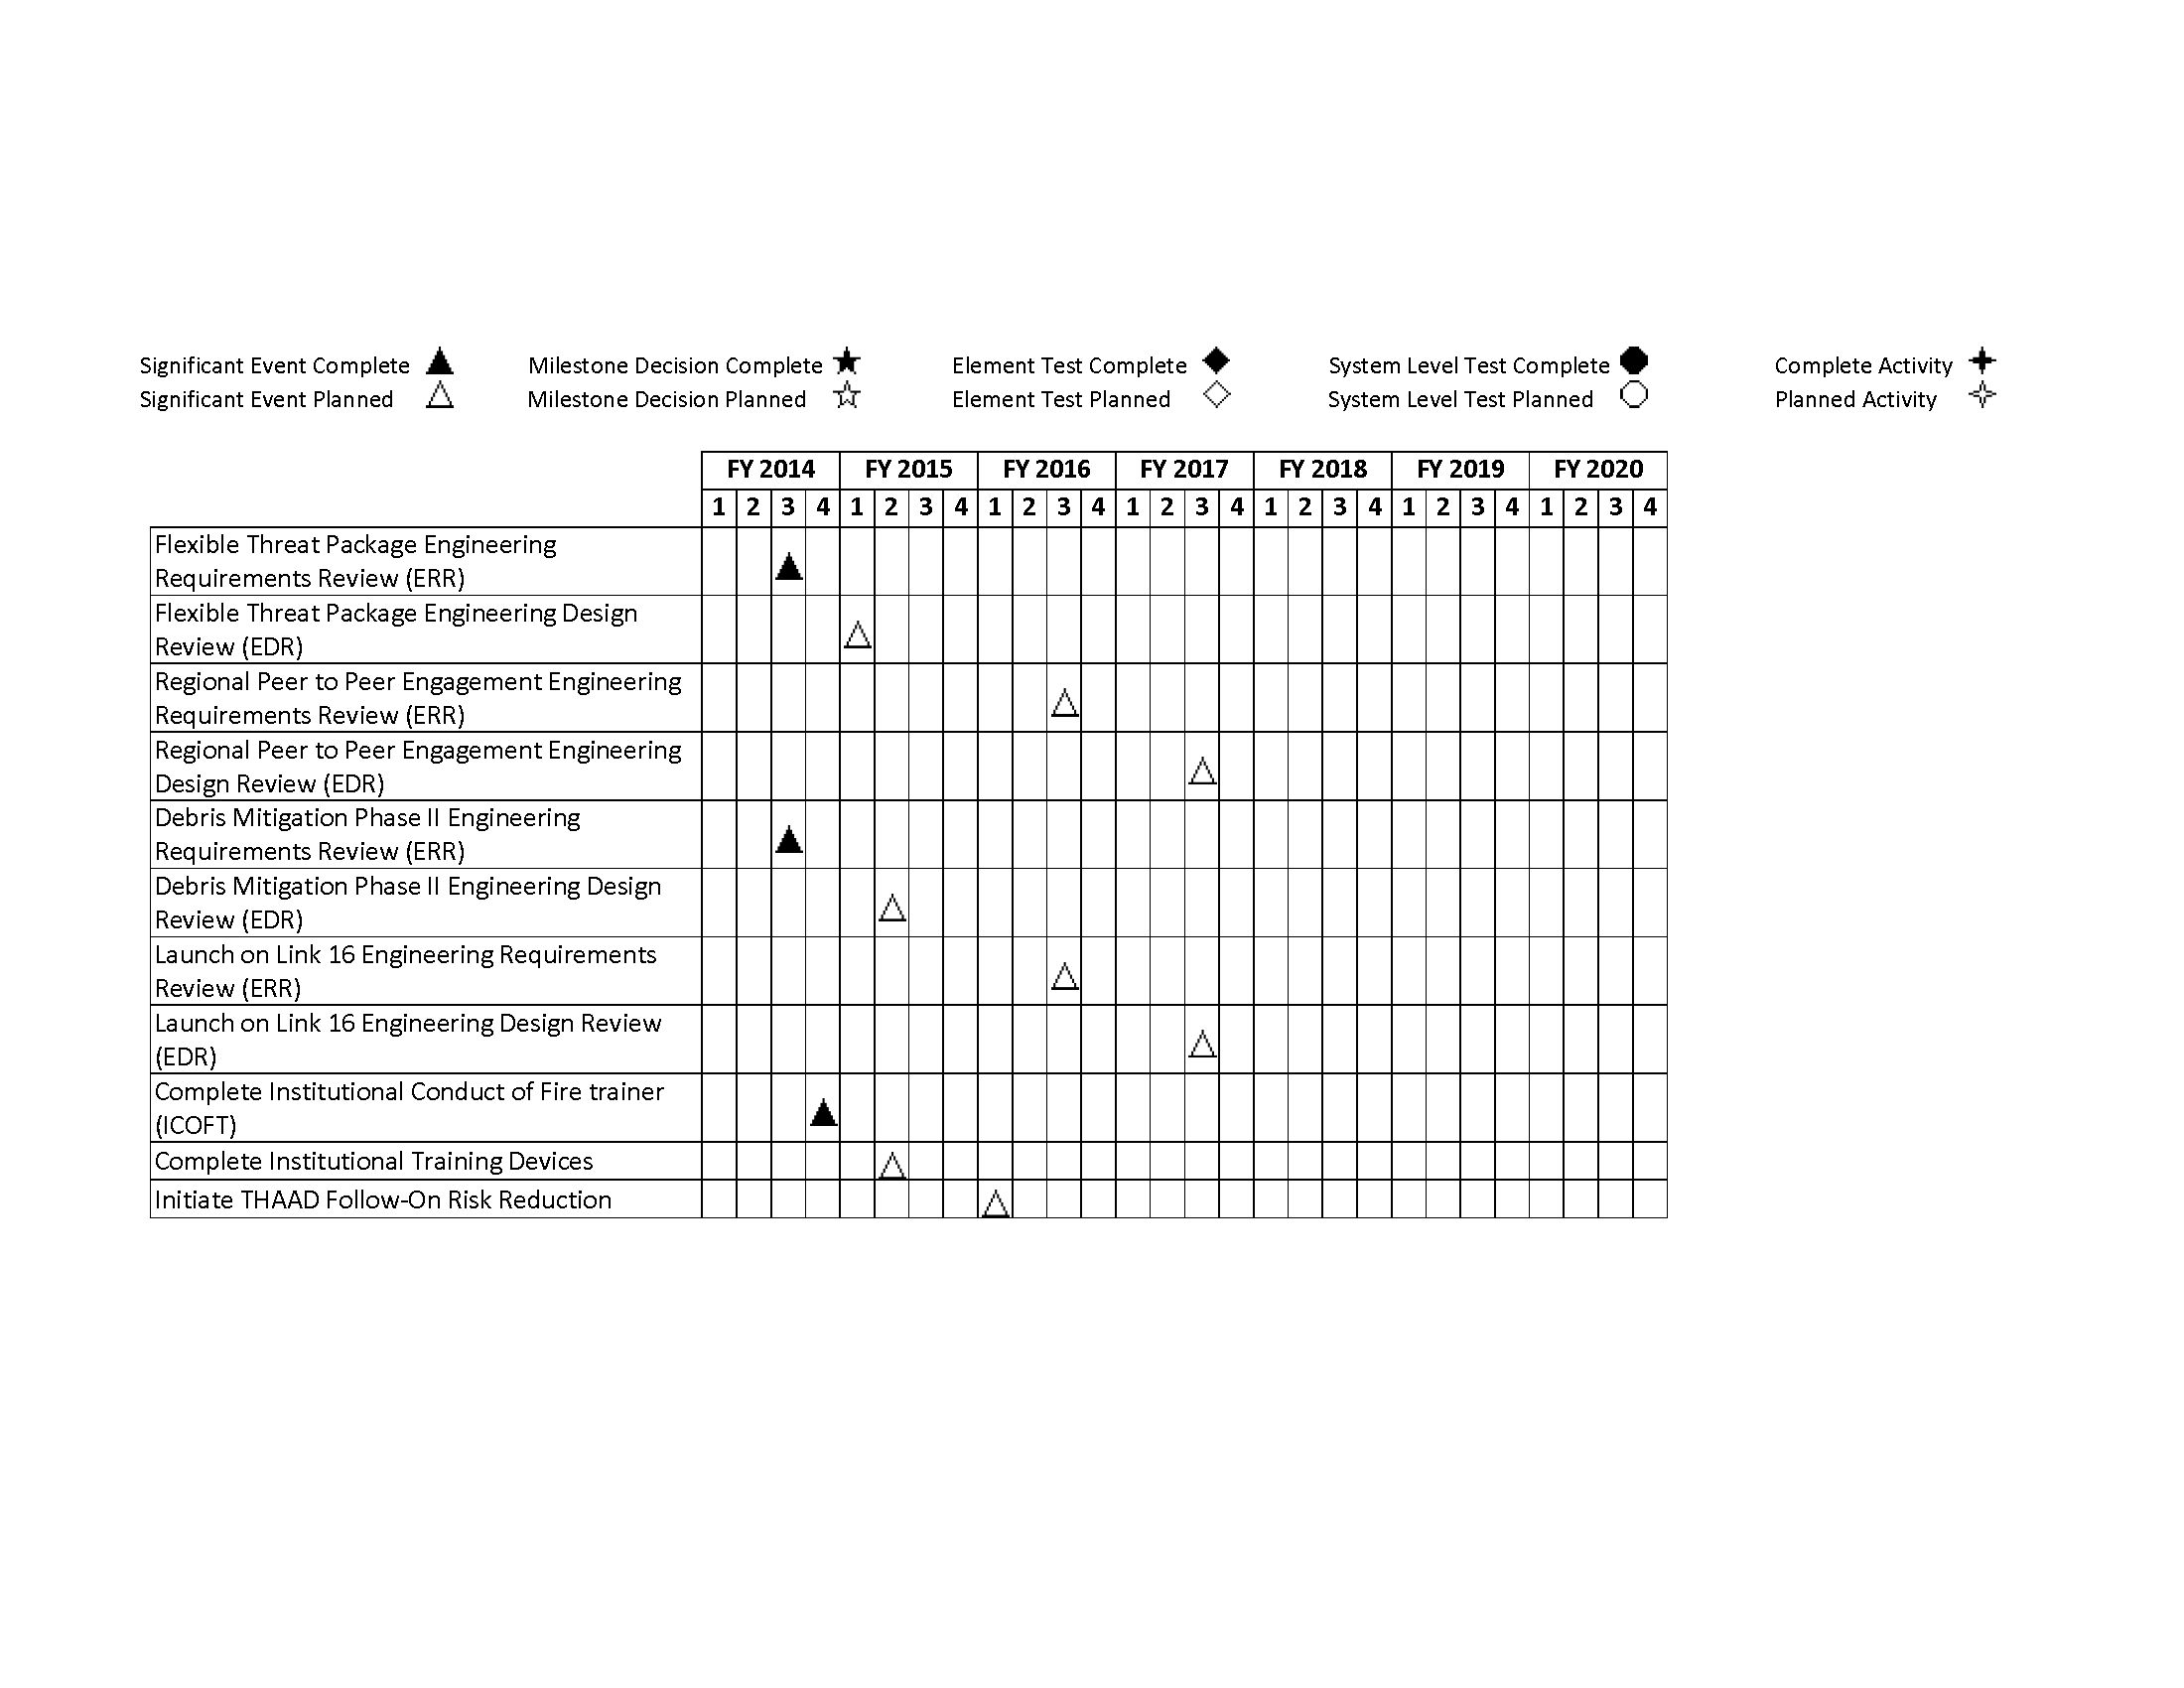 Significant Event Complete
Milestone Decision Complete
Element Test Complete
System Level Test Complete
Complete Activity
Significant Event Planned
Milestone Decision Planned
Element Test Planned
System Level Test Planned
Planned Activity
FY 2014 FY 2015 FY 2016 FY 2017 FY 2018 FY 2019 FY 2020
1 2 3 4 1 2 3 4 1 2 3 4 1 2 3 4 1 2 3 4 1 2 3 4 1 2 3 4
Flexible Threat Package Engineering
Requirements Review (ERR)
Flexible Threat Package Engineering Design
Review (EDR)
Regional Peer to Peer Engagement Engineering
Requirements Review (ERR)
Regional Peer to Peer Engagement Engineering
Design Review (EDR)
Debris Mitigation Phase II Engineering
Requirements Review (ERR)
Debris Mitigation Phase II Engineering Design
Review (EDR)
Launch on Link 16 Engineering Requirements
Review (ERR)
Launch on Link 16 Engineering Design Review
(EDR)
Complete Institutional Conduct of Fire trainer
(ICOFT)
Complete Institutional Training Devices
Initiate THAAD Follow-On Risk Reduction